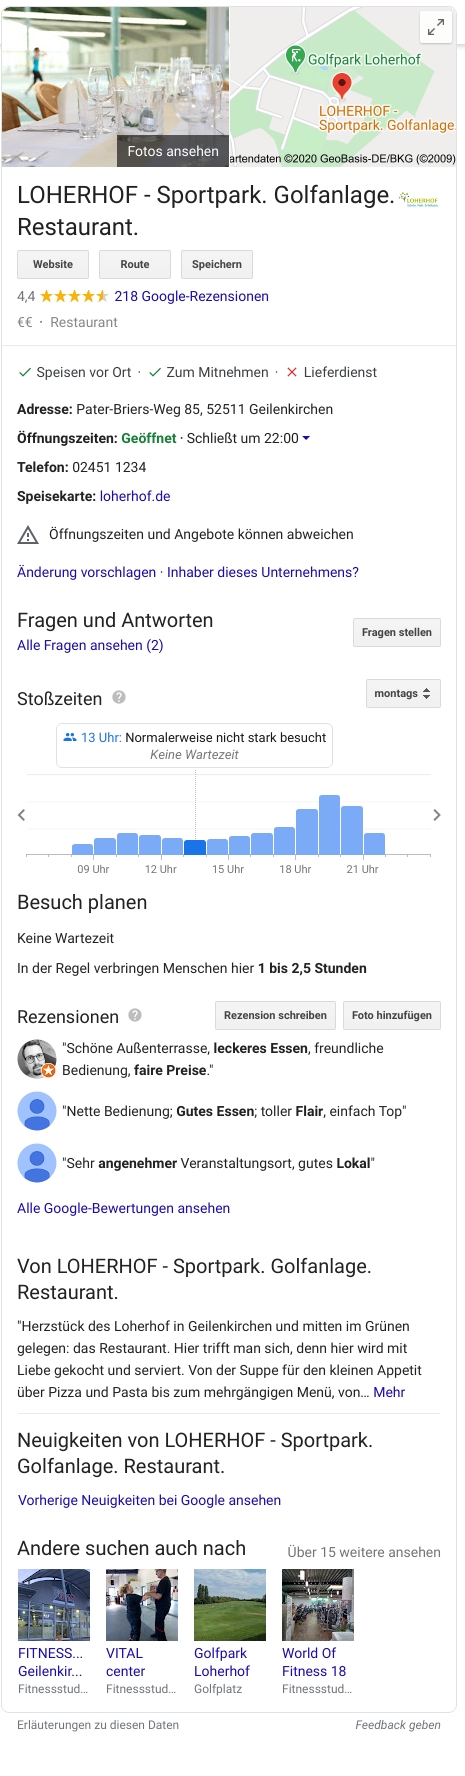 Golfpark Loherhof
LOHERHOF -
Sportpark. Golfanlage.
Fotos ansehen
artendaten ©2020 GeoBasis-DE/BKG (©2009)
LOHERHOF - Sportpark. Golfanlage.
Restaurant.
LOHERHOF
Website
Route
Speichern
4,4 218 Google-Rezensionen
€€ · Restaurant
Speisen vor Ort · Zum Mitnehmen · Lieferdienst
Adresse: Pater-Briers-Weg 85, 52511 Geilenkirchen
Öffnungszeiten: Geöffnet · Schließt um 22:00
Telefon: 02451 1234
Speisekarte: loherhof.de
Öffnungszeiten und Angebote können abweichen
Änderung vorschlagen · Inhaber dieses Unternehmens?
Fragen und Antworten
Alle Fragen ansehen (2)
Fragen stellen
Stoßzeiten ?
montags
13 Uhr: Normalerweise nicht stark besucht
Keine Wartezeit
09 Uhr 12 Uhr 15 Uhr 18 Uhr 21 Uhr
Besuch planen
Keine Wartezeit
In der Regel verbringen Menschen hier 1 bis 2,5 Stunden
Rezensionen ?
Rezension schreiben
Foto hinzufügen
"Schöne Außenterrasse, leckeres Essen, freundliche
Bedienung, faire Preise."
"Nette Bedienung; Gutes Essen; toller Flair, einfach Top"
"Sehr angenehmer Veranstaltungsort, gutes Lokal"
Alle Google-Bewertungen ansehen
Von LOHERHOF - Sportpark. Golfanlage.
Restaurant.
"Herzstück des Loherhof in Geilenkirchen und mitten im Grünen
gelegen: das Restaurant. Hier trifft man sich, denn hier wird mit
Liebe gekocht und serviert. Von der Suppe für den kleinen Appetit
über Pizza und Pasta bis zum mehrgängigen Menü, von… Mehr
Neuigkeiten von LOHERHOF - Sportpark.
Golfanlage. Restaurant.
Vorherige Neuigkeiten bei Google ansehen
Andere suchen auch nach
Über 15 weitere ansehen
FITNESS...
Geilenkir...
Fitnessstud...
VITAL
center
Fitnessstud...
Golfpark
Loherhof
Golfplatz
World Of
Fitness 18
Fitnessstud...
Erläuterungen zu diesen Daten
Feedback geben